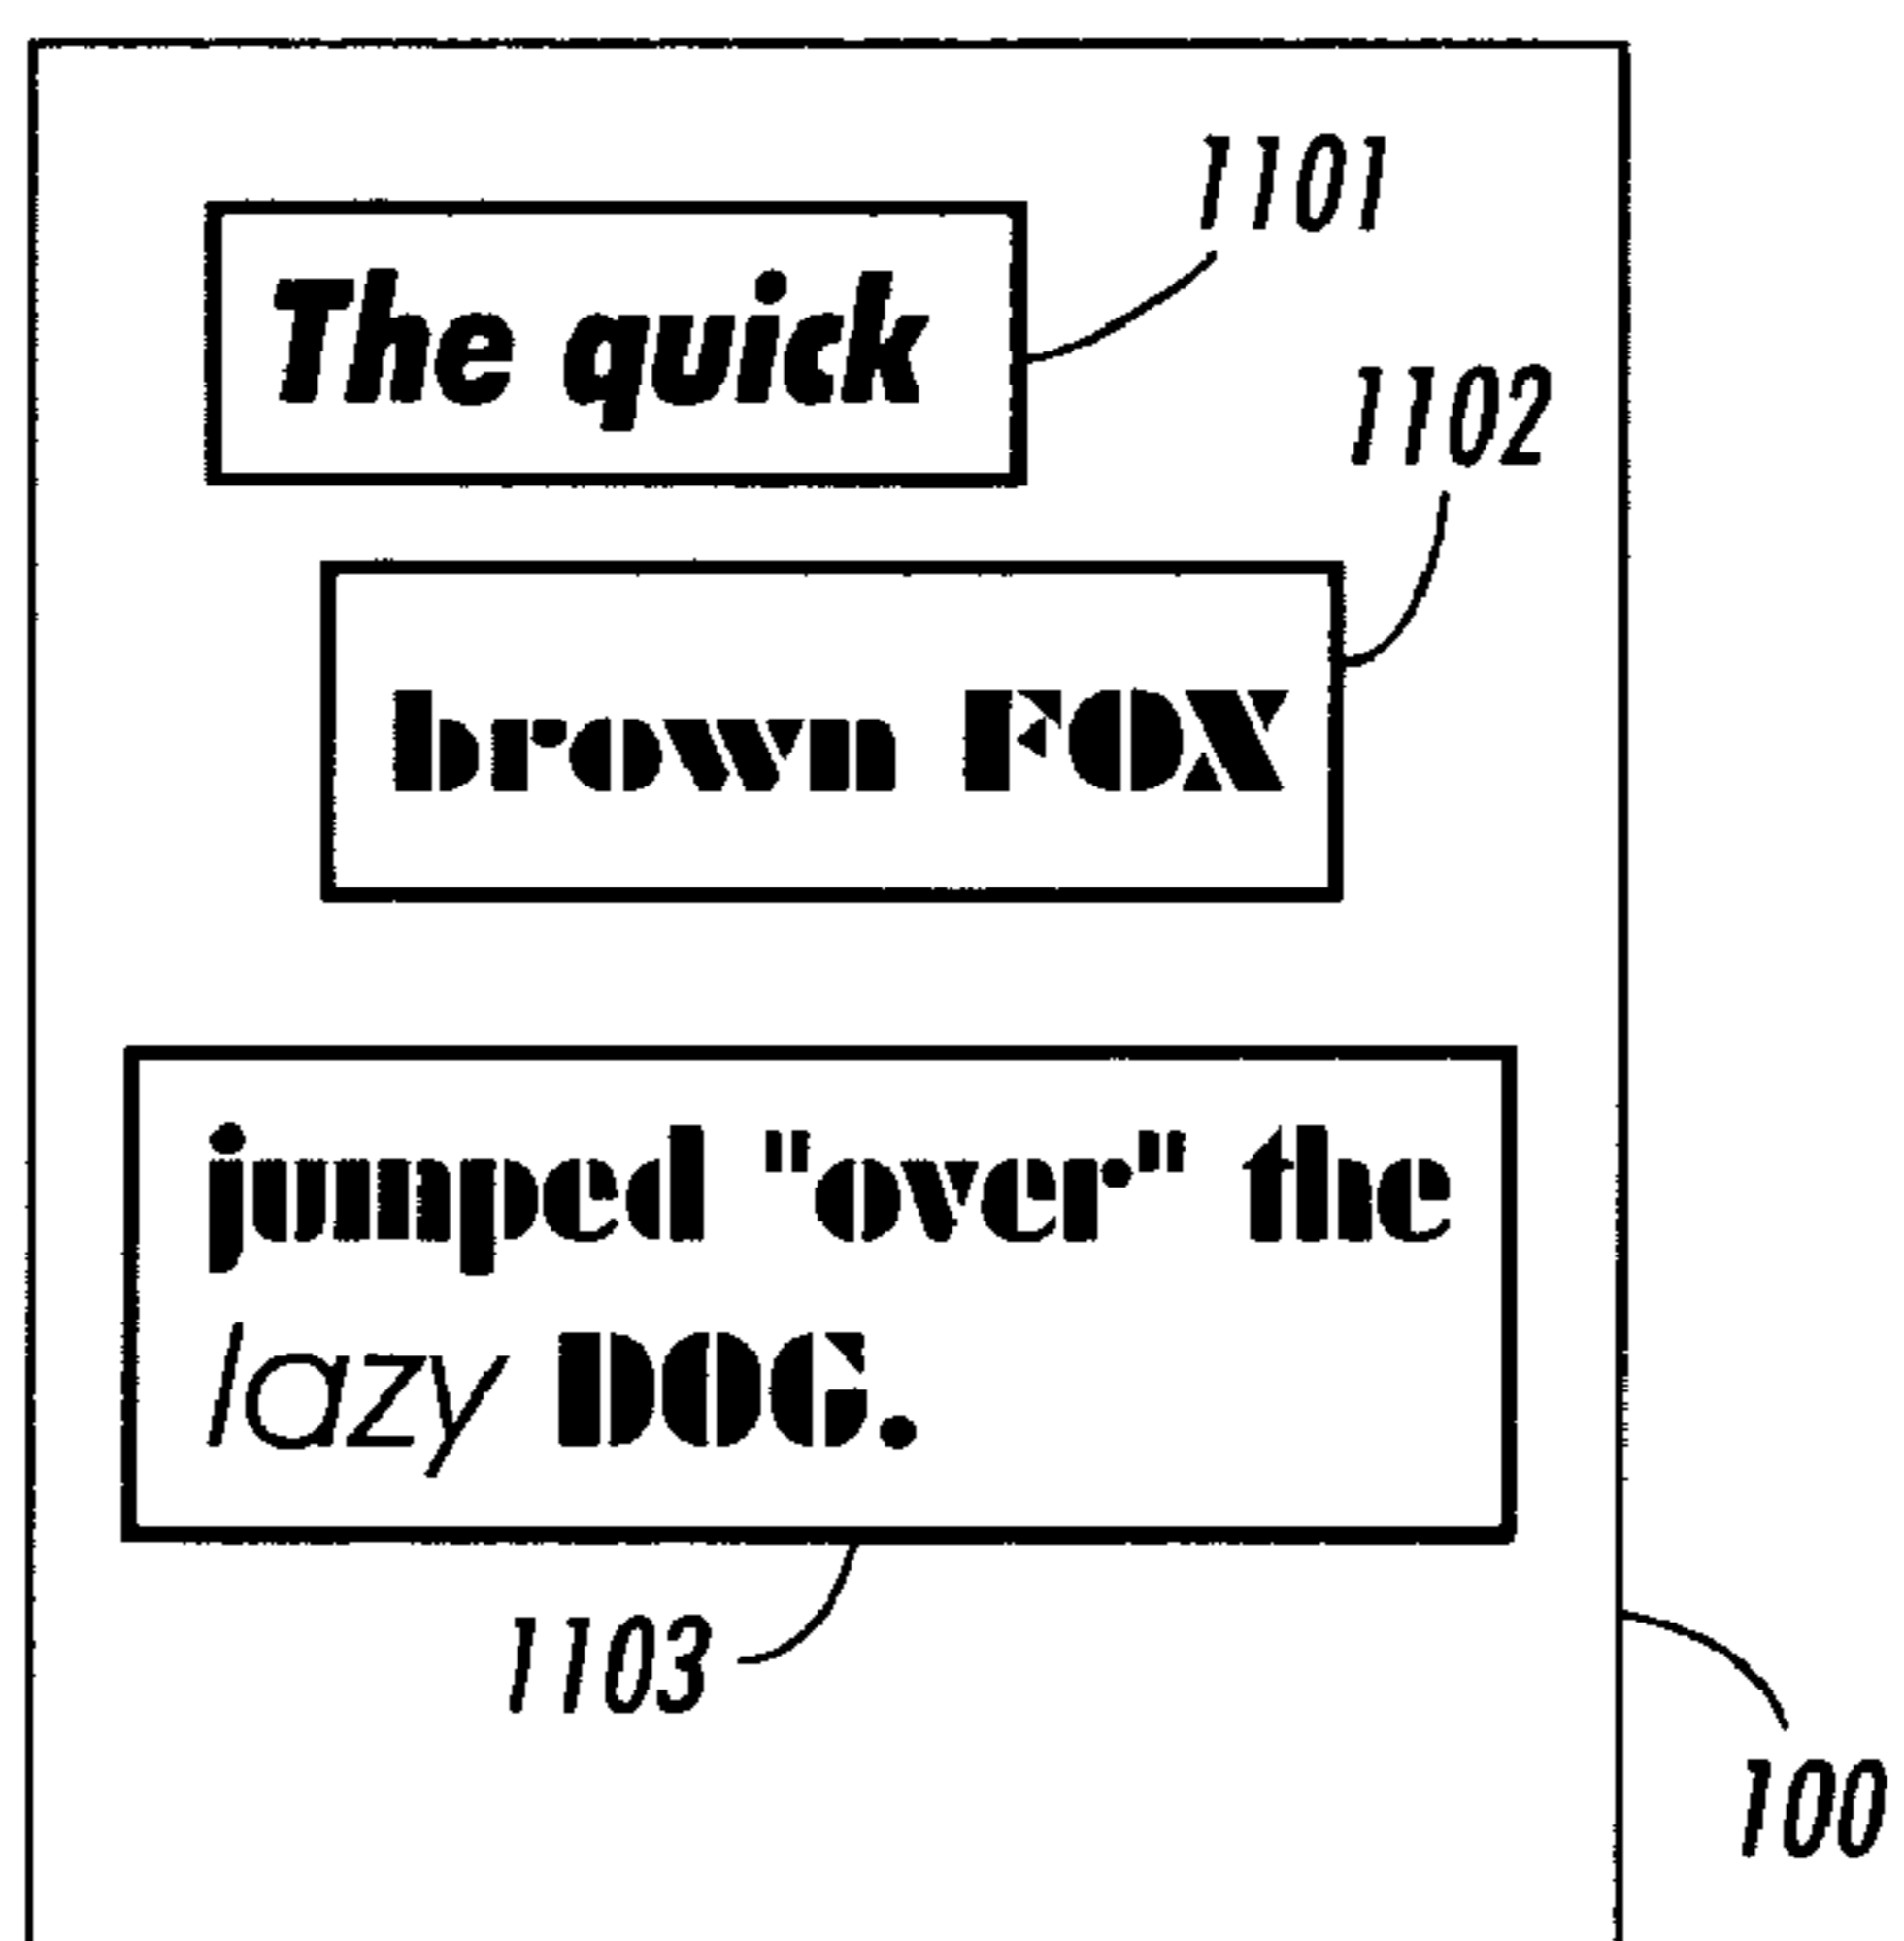 1101
The quick
1102
brown FOX
jumped "over" the
lazy DOG.
1103
100